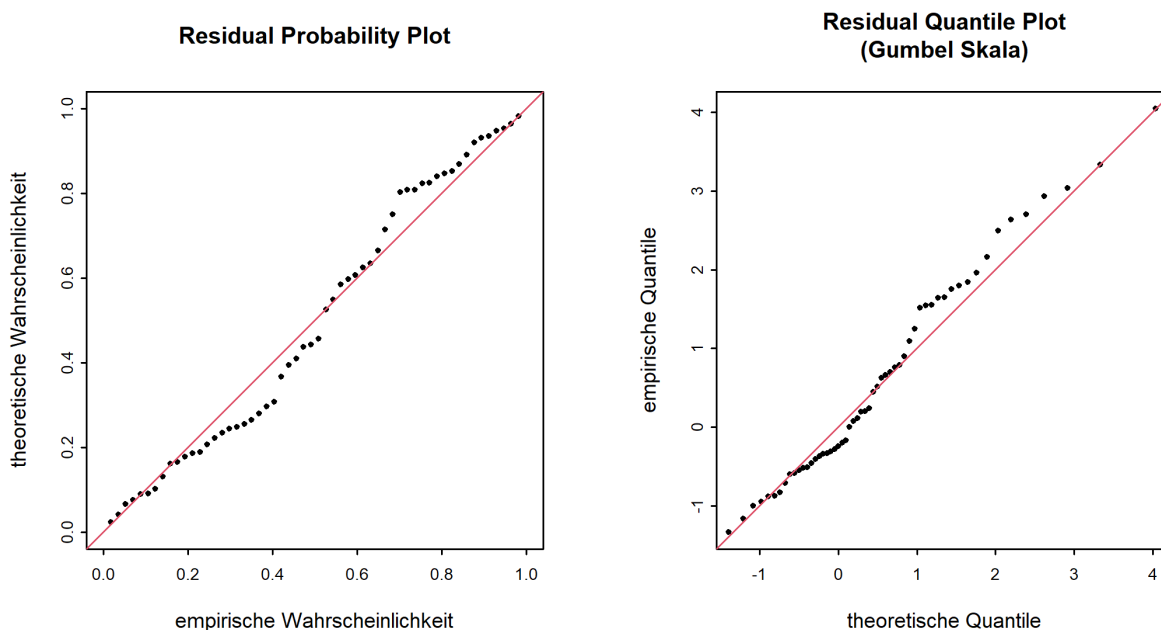 Residual Probability Plot
theoretische Wahrscheinlichkeit
1.0
0.8
0.6
0.4
0.2
0.0
0.0 0.2 0.4 0.6 0.8 1.0
empirische Wahrscheinlichkeit
Residual Quantile Plot
(Gumbel Skala)
empirische Quantile
4
3
2
1
0
-1
-1 0 1 2 3 4
theoretische Quantile